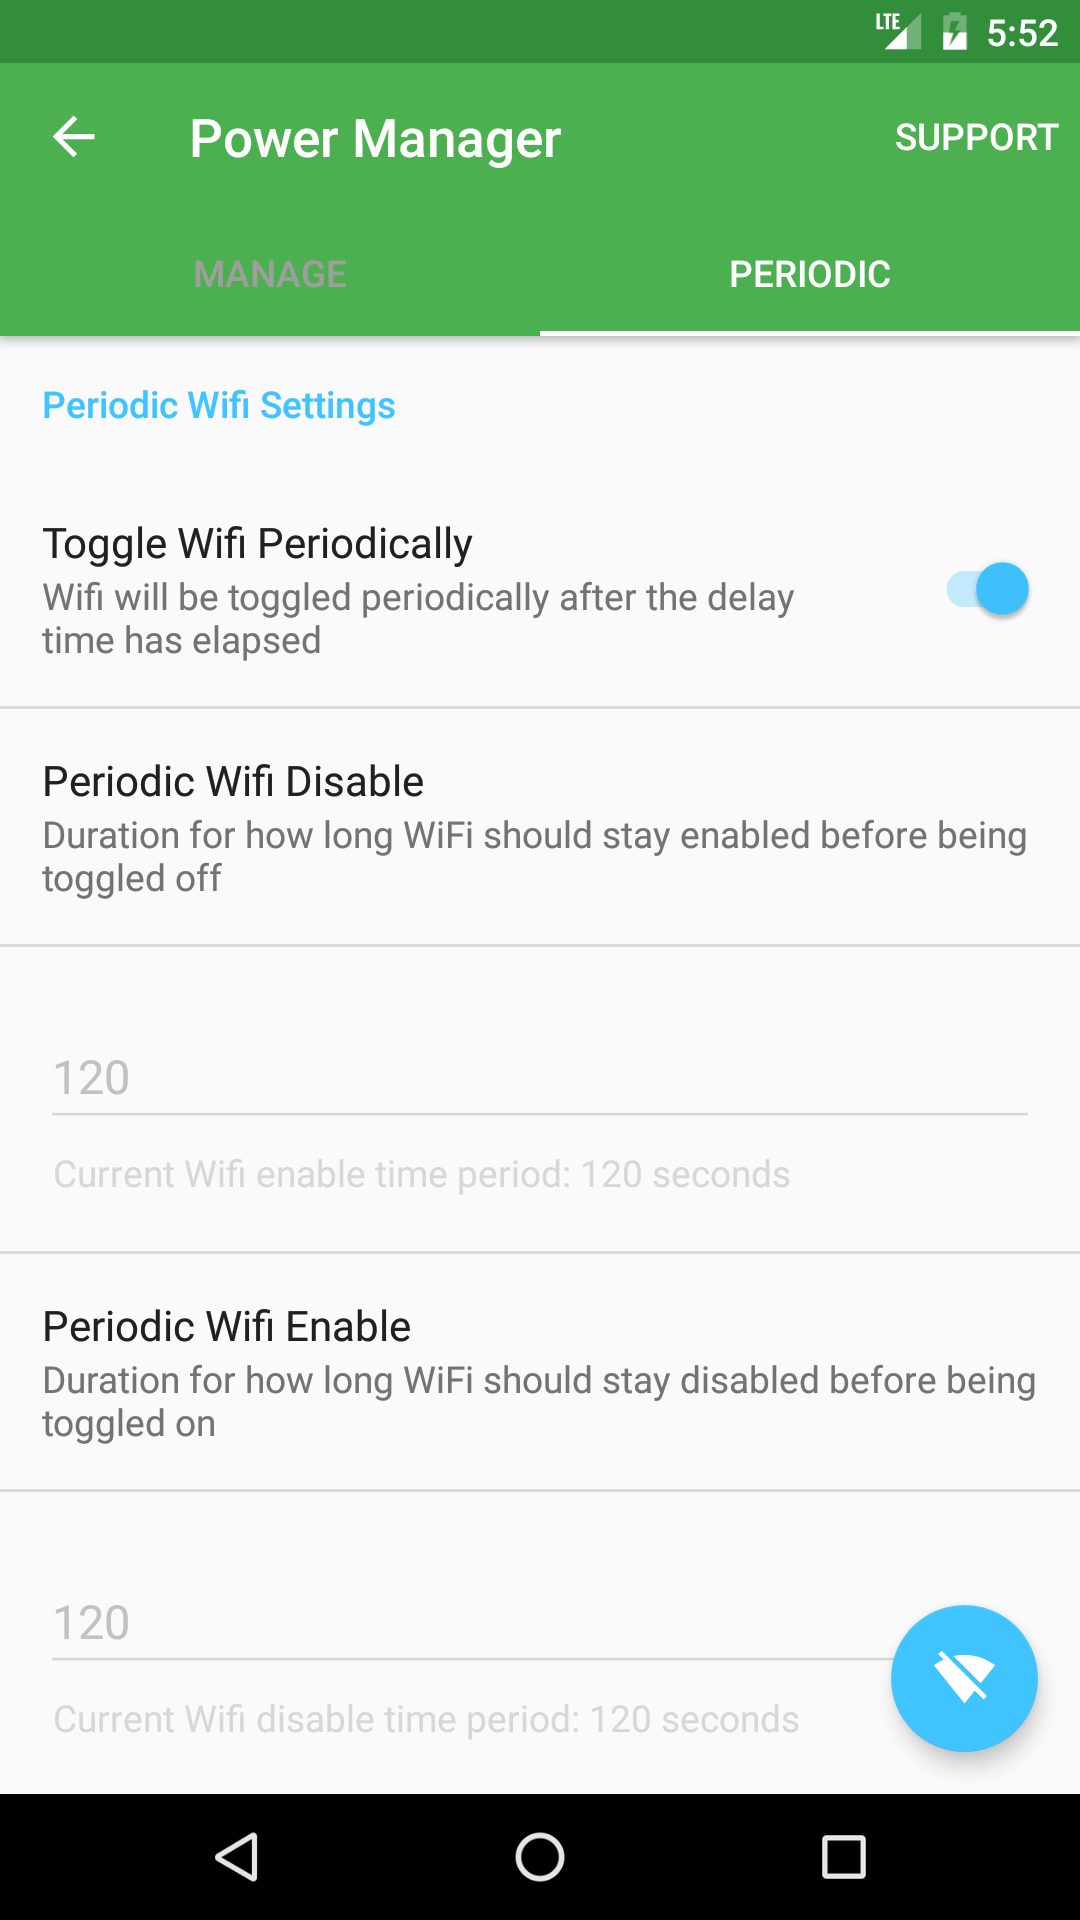 LTE 5:52
Power Manager SUPPORT
MANAGE PERIODIC
Periodic Wifi Settings
Toggle Wifi Periodically
Wifi will be toggled periodically after the delay
time has elapsed
Periodic Wifi Disable
Duration for how long WiFi should stay enabled before being
toggled off
120
Current Wifi enable time period: 120 seconds
Periodic Wifi Enable
Duration for how long WiFi should stay disabled before being
toggled on
120
Current Wifi disable time period: 120 seconds